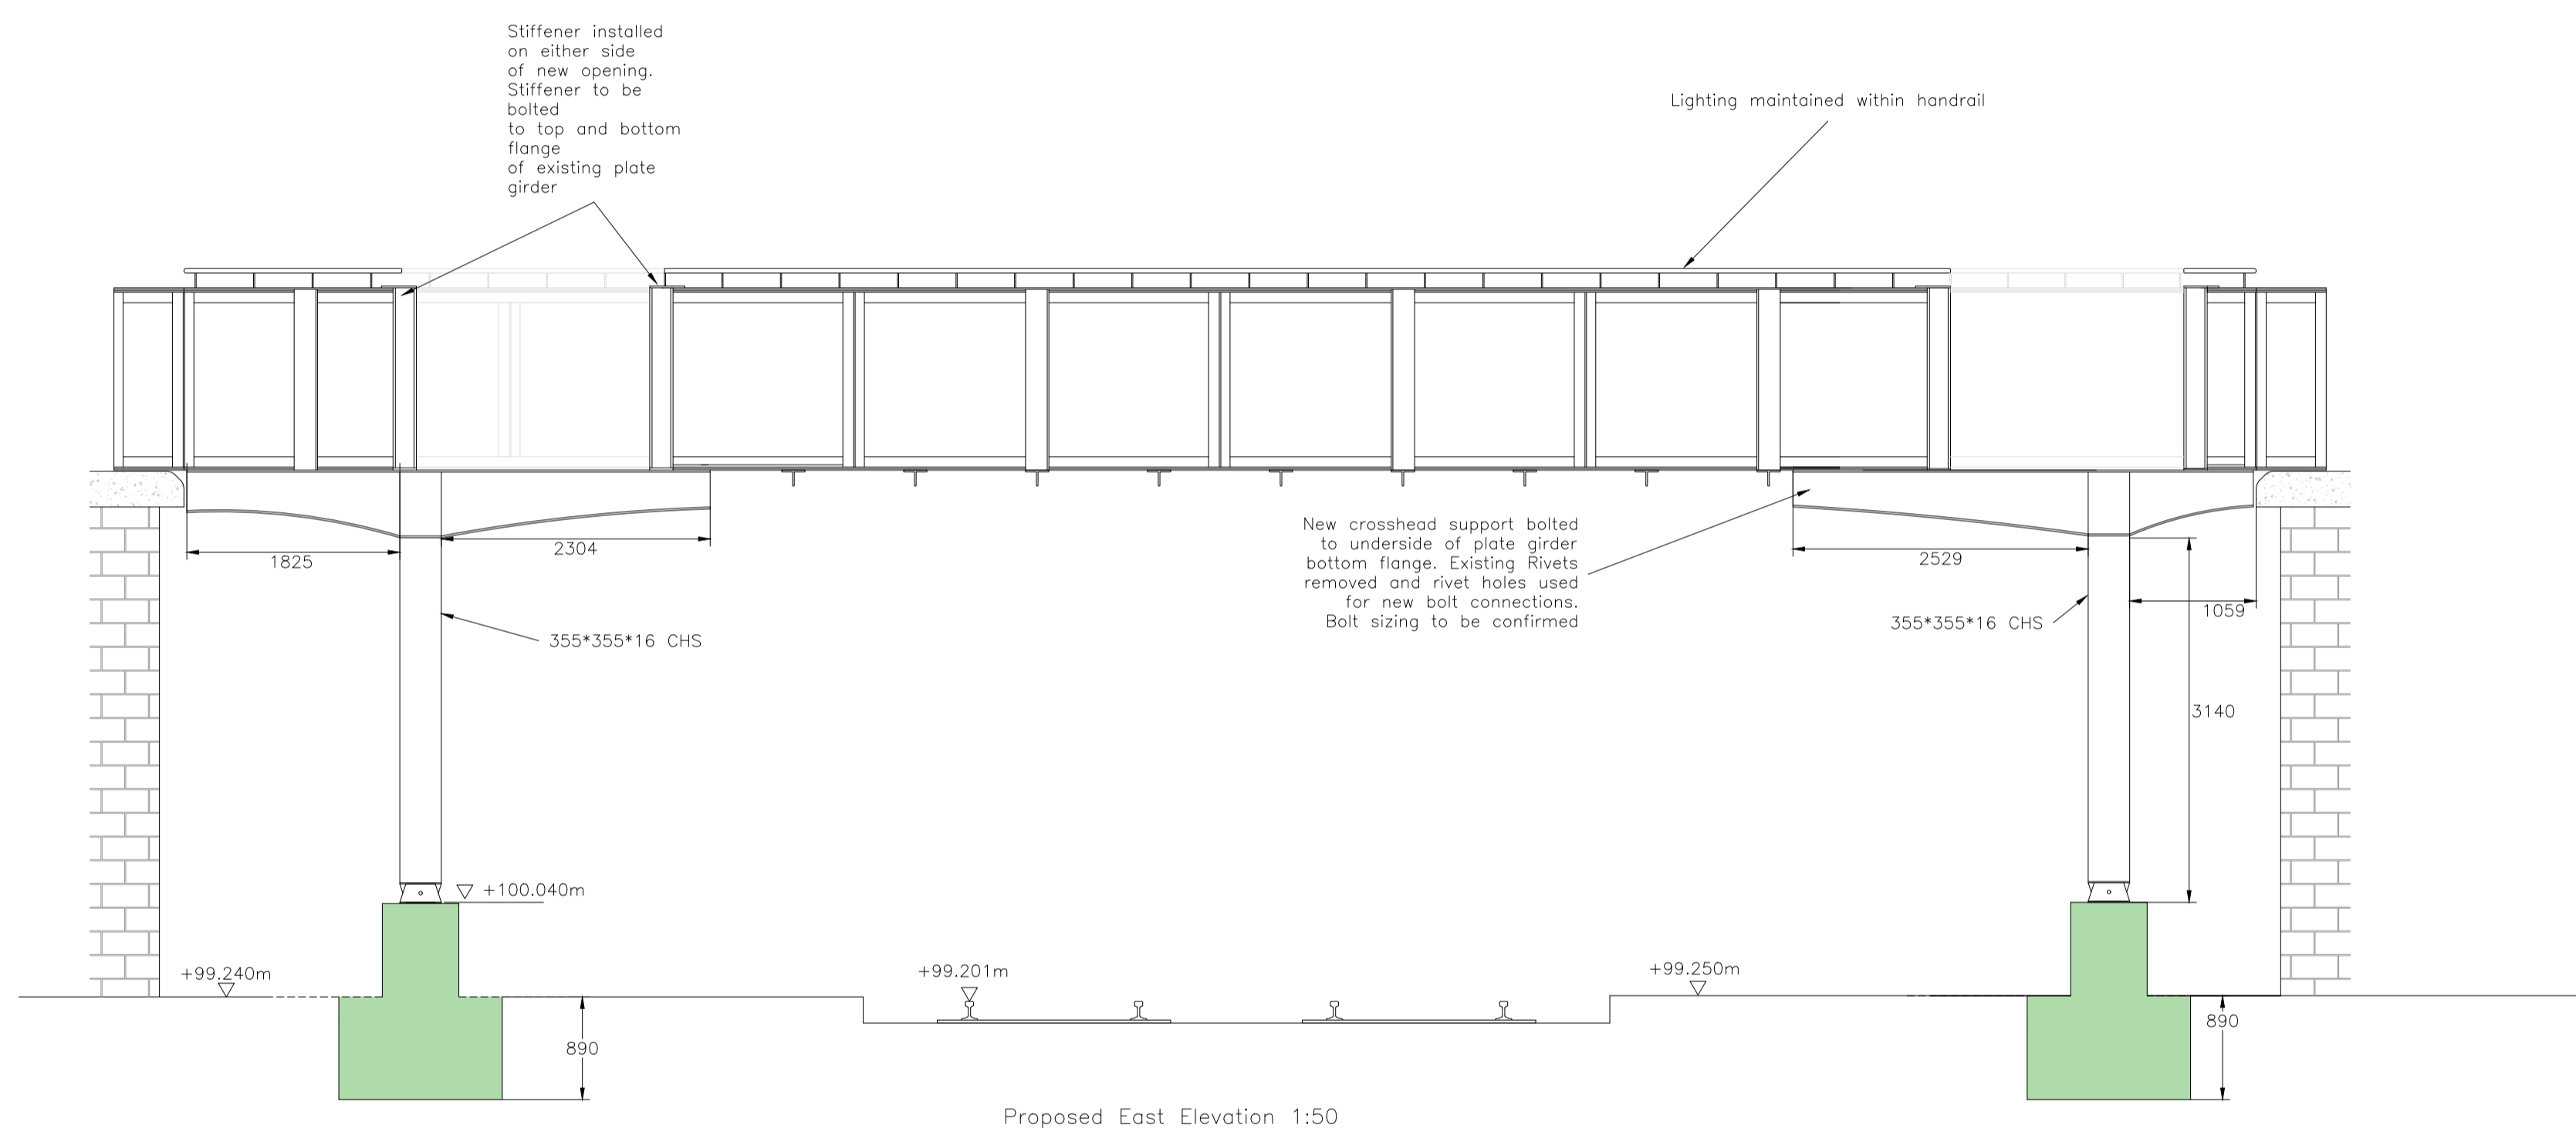 Stiffener installed
on either side
of new opening.
Stiffener to be
bolted
to top and bottom
flange
of existing plate
girder
Lighting maintained within handrail
New crosshead support bolted
to underside of plate girder
bottom flange. Existing Rivets
removed and rivet holes used
for new bolt connections.
Bolt sizing to be confirmed
1825
2304
2529
1059
355*355*16 CHS
355*355*16 CHS
3140
+100.040m
+99.240m
+99.201m
+99.250m
890
890
Proposed East Elevation 1:50